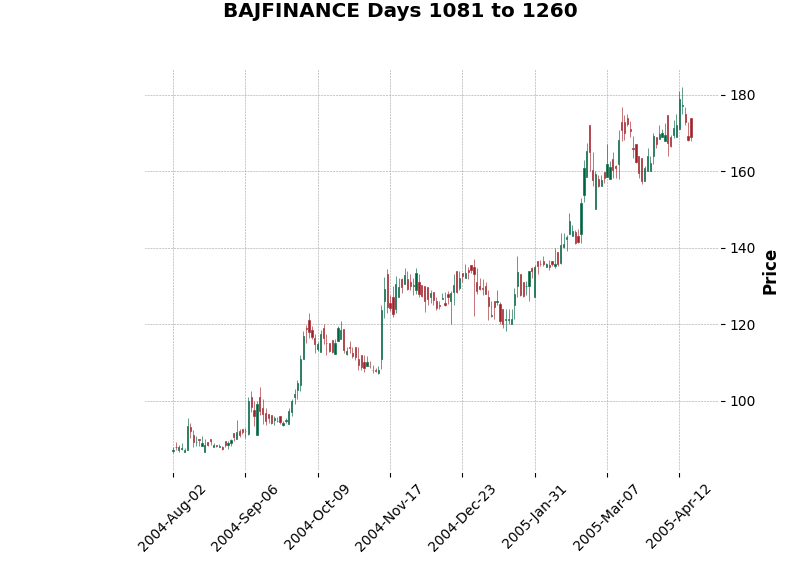 BAJFINANCE Days 1081 to 1260
180
160
140
120
100
Price
2004-Aug-02
2004-Sep-06
2004-Oct-09
2004-Nov-17
2004-Dec-23
2005-Jan-31
2005-Mar-07
2005-Apr-12